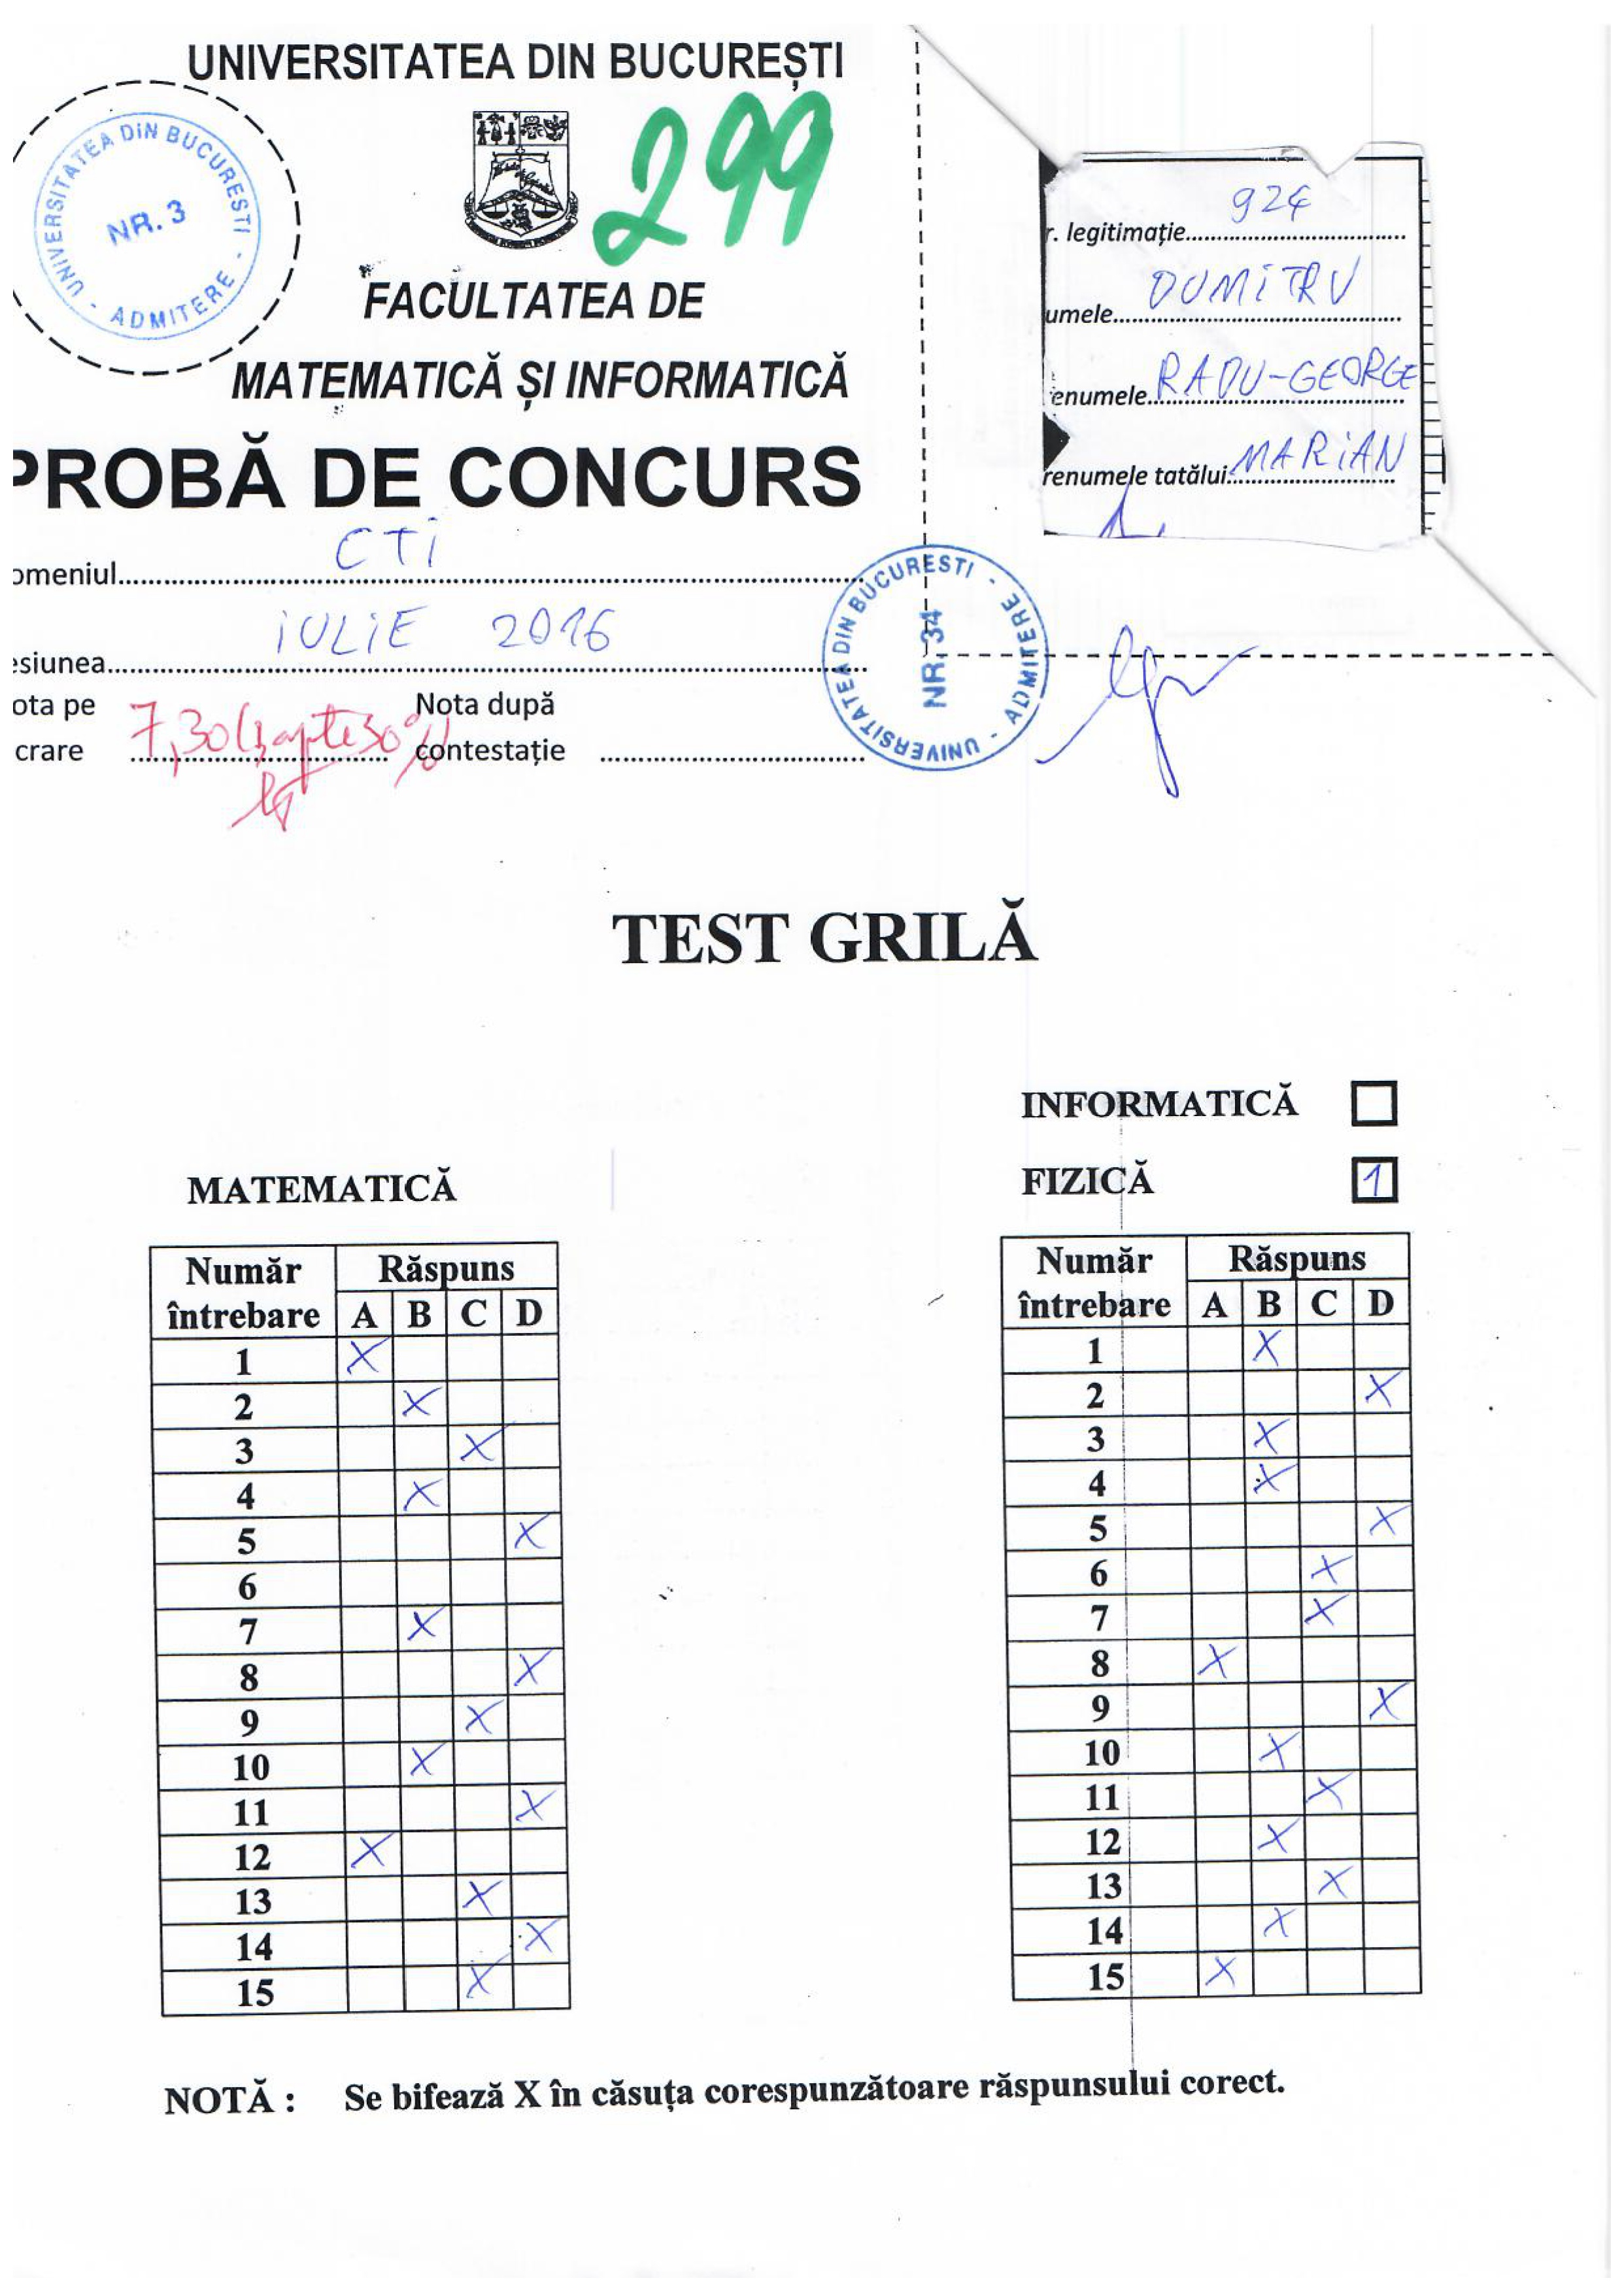 UNIVERSITATEA DIN BUCUREȘTI
299
UNIVERSITATEA DIN BUCURESTI - ADMITERE -
NR. 3
FACULTATEA DE
MATEMATICĂ ȘI INFORMATICĂ
PROBĂ DE CONCURS
omeniul CTI
esiunea IULIE 2016
ota pe Nota după
crare 7,30 (șapte 30%) contestație
r. legitimație 924
umele DUMITRU
renumele RADU-GEORGE
renumele tatălui MARIAN
UNIVERSITATEA DIN BUCURESTI - ADMITERE -
NR. 34
TEST GRILĂ
INFORMATICĂ
FIZICĂ 1
MATEMATICĂ
Număr întrebare Răspuns
A B C D
1 X
2 X
3 X
4 X
5 X
6
7 X
8 X
9 X
10 X
11 X
12 X
13 X
14 X
15 X
Număr întrebare Răspuns
A B C D
1 X
2 X
3 X
4 X
5 X
6 X
7 X
8 X
9 X
10 X
11 X
12 X
13 X
14 X
15 X
NOTĂ : Se bifează X în căsuța corespunzătoare răspunsului corect.